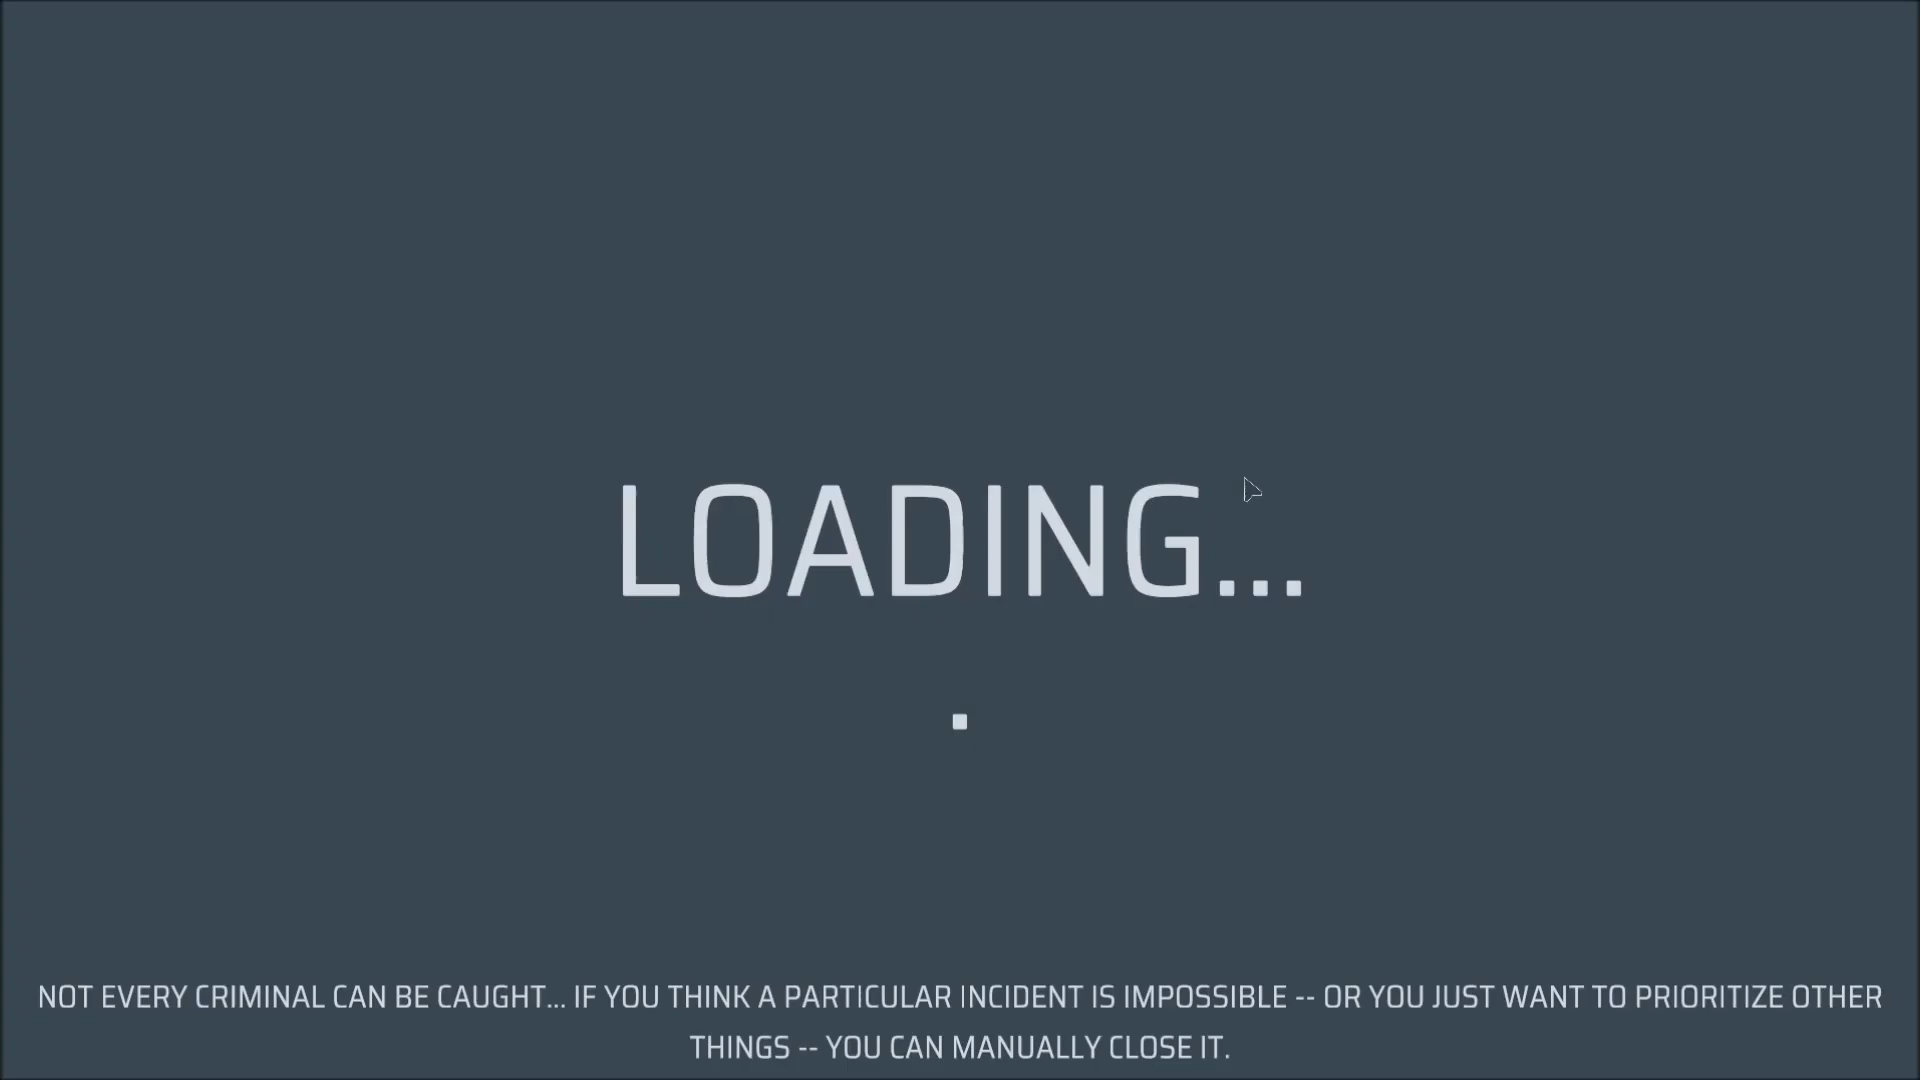 LOADING...
.
NOT EVERY CRIMINAL CAN BE CAUGHT... IF YOU THINK A PARTICULAR INCIDENT IS IMPOSSIBLE -- OR YOU JUST WANT TO PRIORITIZE OTHER
THINGS -- YOU CAN MANUALLY CLOSE IT.